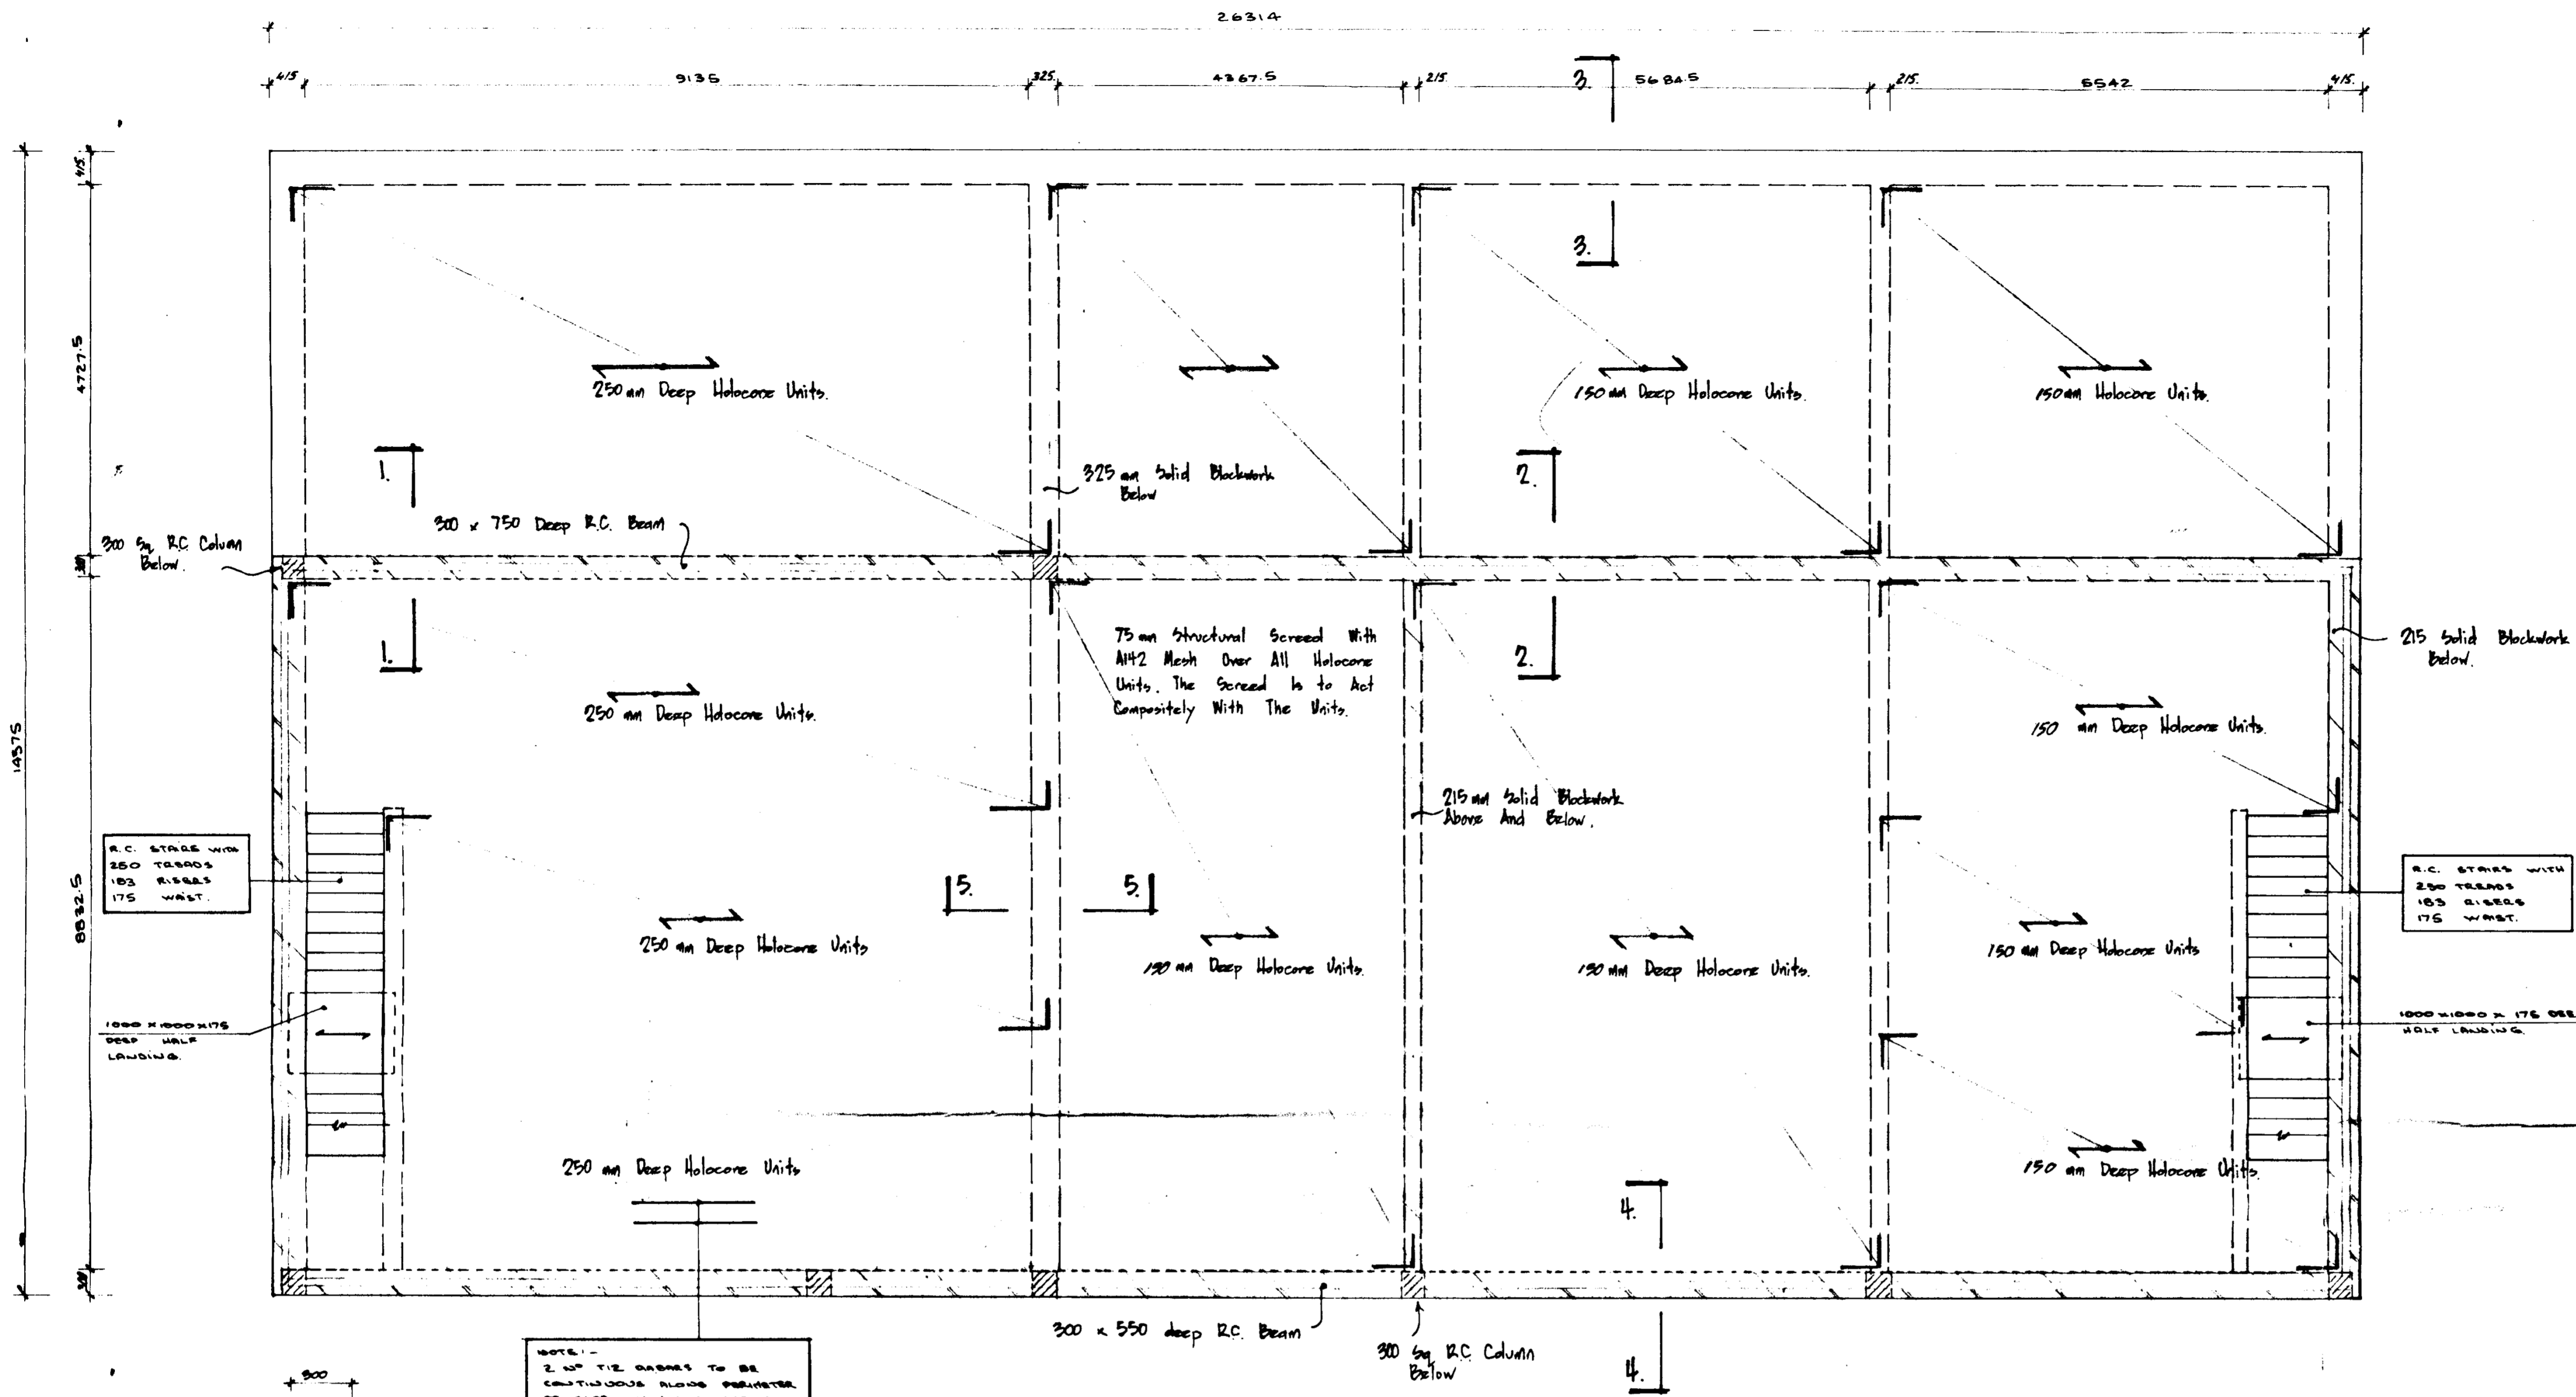 26314
415
9135
325.
4367.5
215.
5684.5
215.
5542
415.
3.
3.
415.
4727.5
300
8832.5
300
14575
250 mm Deep Holocore Units.
150 mm Deep Holocore Units.
150mm Holocore Units.
1.
1.
2.
2.
325 mm Solid Blockwork
Below
300 x 750 Deep R.C. Beam
300 Sq R.C. Column
Below.
75 mm Structural Screed With
A142 Mesh Over All Holocore
Units. The Screed Is to Act
Compositely With The Units.
215 Solid Blockwork
Below.
250 mm Deep Holocore Units.
150 mm Deep Holocore Units.
215 mm Solid Blockwork
Above And Below.
R.C. STAIRS WITH
250 TREADS
183 RISERS
175 WAIST.
R.C. STAIRS WITH
250 TREADS
183 RISERS
175 WAIST.
5.
5.
250 mm Deep Holocore Units
150 mm Deep Holocore Units.
150 mm Deep Holocore Units.
150 mm Deep Holocore Units
1000 x 1000 x 175
DEEP HALF
LANDING.
1000 x 1000 x 175 DEE
HALF LANDING.
250 mm Deep Holocore Units
150 mm Deep Holocore Units.
4.
4.
300 x 550 deep R.C. Beam
300 Sq R.C. Column
Below
300
NOTE:-
2 Nº T12 REBARS TO BE
CONTINUOUS ALONG PERIMETER